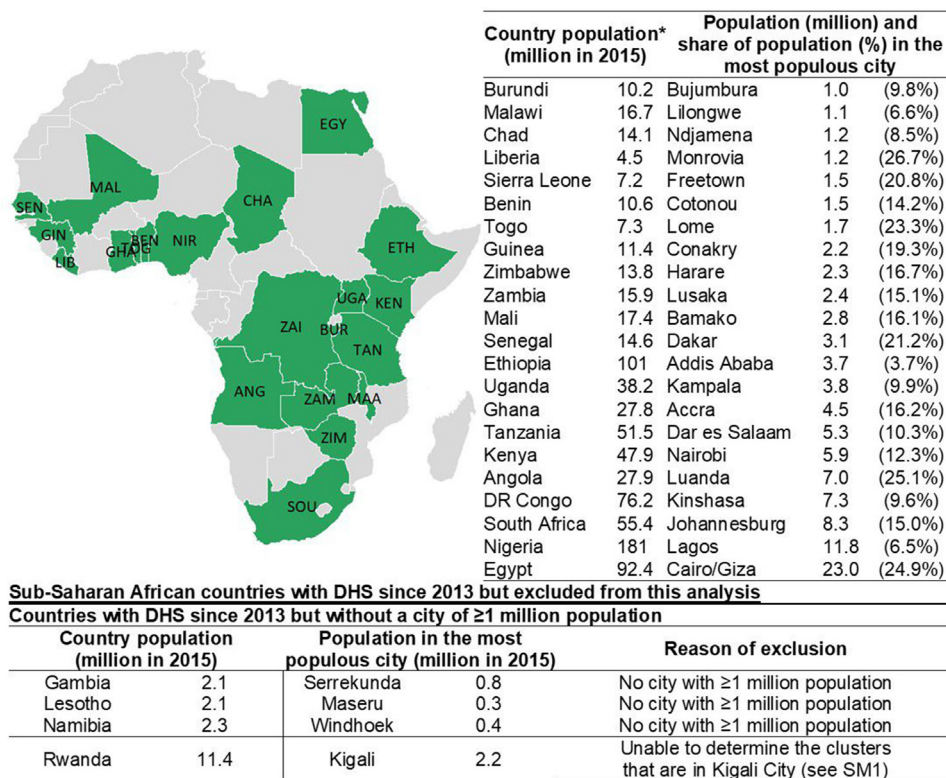 EGY
MAL
SEN
CHA
GIN
BEN
NIR
GHA
TOG
LIB
ETH
UGA
KEN
ZAI
BUR
TAN
ANG
ZAM
MAA
ZIM
SOU
Country population* (million in 2015) Population (million) and share of population (%) in the most populous city
Burundi 10.2 Bujumbura 1.0 (9.8%)
Malawi 16.7 Lilongwe 1.1 (6.6%)
Chad 14.1 Ndjamena 1.2 (8.5%)
Liberia 4.5 Monrovia 1.2 (26.7%)
Sierra Leone 7.2 Freetown 1.5 (20.8%)
Benin 10.6 Cotonou 1.5 (14.2%)
Togo 7.3 Lome 1.7 (23.3%)
Guinea 11.4 Conakry 2.2 (19.3%)
Zimbabwe 13.8 Harare 2.3 (16.7%)
Zambia 15.9 Lusaka 2.4 (15.1%)
Mali 17.4 Bamako 2.8 (16.1%)
Senegal 14.6 Dakar 3.1 (21.2%)
Ethiopia 101 Addis Ababa 3.7 (3.7%)
Uganda 38.2 Kampala 3.8 (9.9%)
Ghana 27.8 Accra 4.5 (16.2%)
Tanzania 51.5 Dar es Salaam 5.3 (10.3%)
Kenya 47.9 Nairobi 5.9 (12.3%)
Angola 27.9 Luanda 7.0 (25.1%)
DR Congo 76.2 Kinshasa 7.3 (9.6%)
South Africa 55.4 Johannesburg 8.3 (15.0%)
Nigeria 181 Lagos 11.8 (6.5%)
Egypt 92.4 Cairo/Giza 23.0 (24.9%)
Sub-Saharan African countries with DHS since 2013 but excluded from this analysis
Countries with DHS since 2013 but without a city of ≥1 million population
Country population (million in 2015) Population in the most populous city (million in 2015) Reason of exclusion
Gambia 2.1 Serrekunda 0.8 No city with ≥1 million population
Lesotho 2.1 Maseru 0.3 No city with ≥1 million population
Namibia 2.3 Windhoek 0.4 No city with ≥1 million population
Rwanda 11.4 Kigali 2.2 Unable to determine the clusters that are in Kigali City (see SM1)